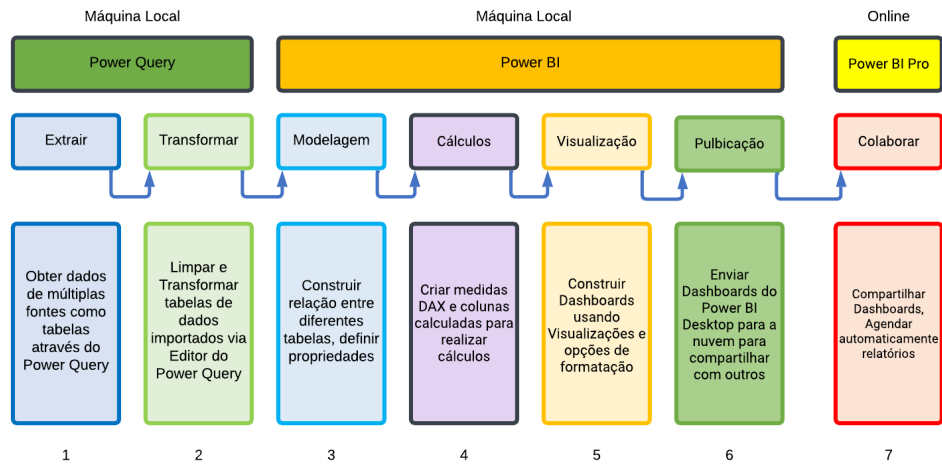 Máquina Local
Máquina Local
Online
Power Query
Power BI
Power BI Pro
Extrair
Transformar
Modelagem
Cálculos
Visualização
Pulbicação
Colaborar
Obter dados
de múltiplas
fontes como
tabelas
através do
Power Query
Limpar e
Transformar
tabelas de
dados
importados via
Editor do
Power Query
Construir
relação entre
diferentes
tabelas, definir
propriedades
Criar medidas
DAX e colunas
calculadas para
realizar
cálculos
Construir
Dashboards
usando
Visualizações e
opções de
formatação
Enviar
Dashboards do
Power BI
Desktop para a
nuvem para
compartilhar
com outros
Compartilhar
Dashboards,
Agendar
automaticamente
relatórios
1
2
3
4
5
6
7